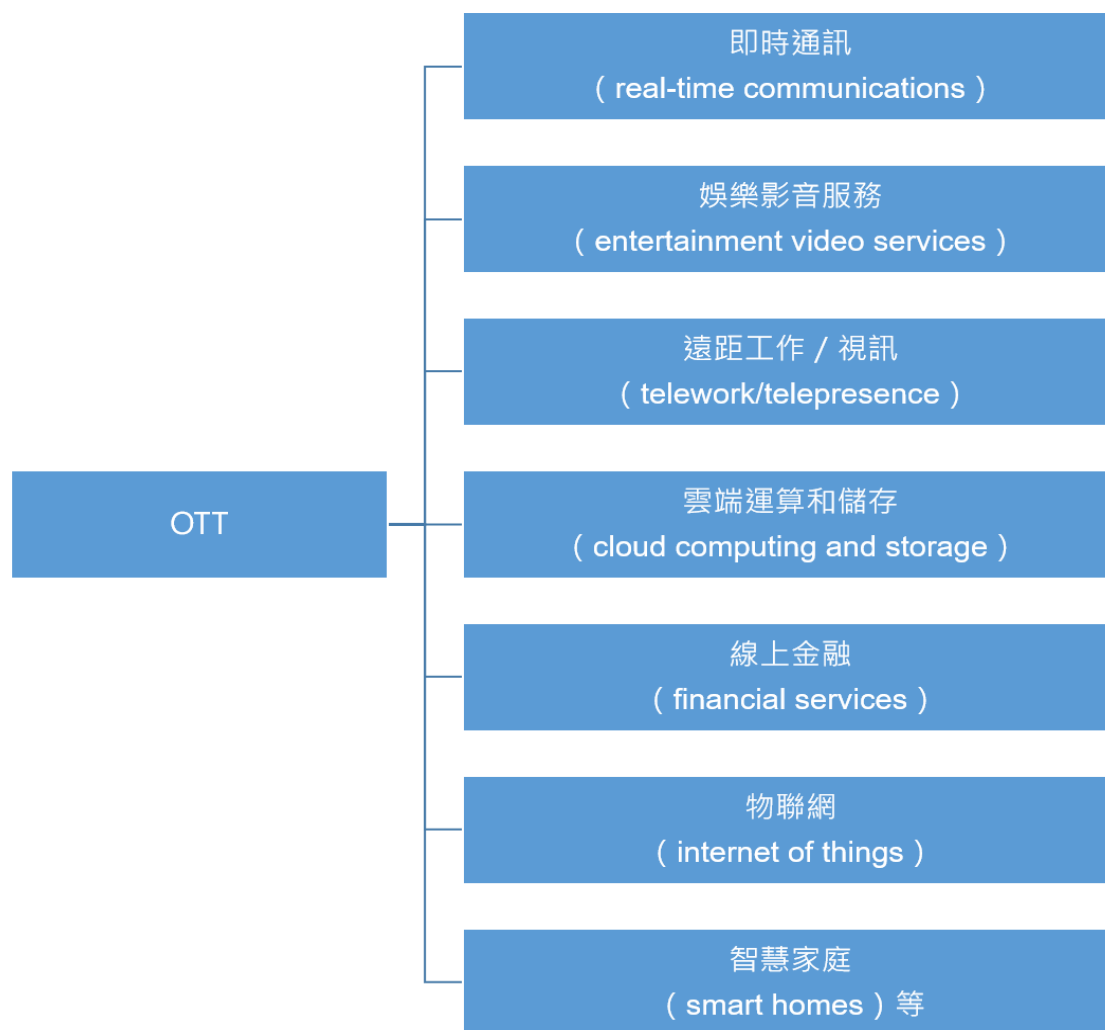 即時通訊
（real-time communications）
娛樂影音服務
（entertainment video services）
遠距工作／視訊
（telework/telepresence）
OTT
雲端運算和儲存
（cloud computing and storage）
線上金融
（financial services）
物聯網
（internet of things）
智慧家庭
（smart homes）等